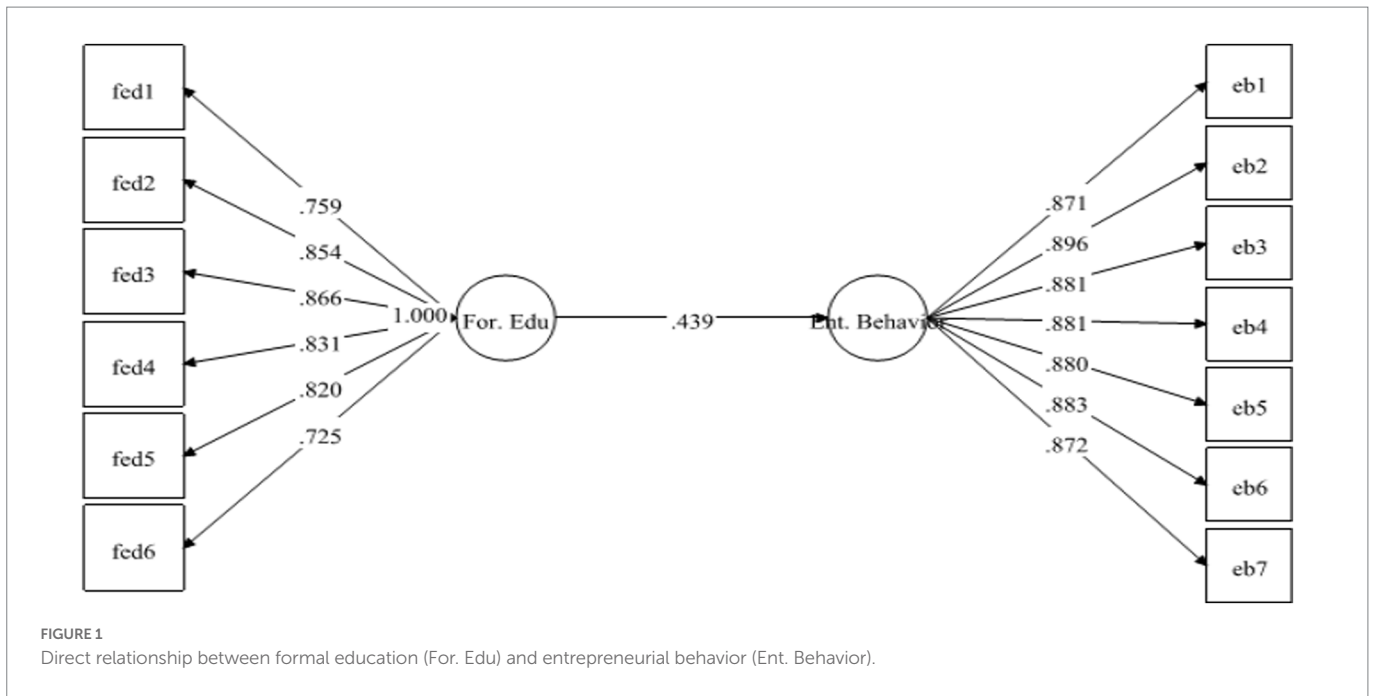 fed1
fed2
fed3
fed4
fed5
fed6
.759
.854
.866
.831
.820
.725
1.000
For. Edu
.439
Ent. Behavior
.871
.896
.881
.881
.880
.883
.872
eb1
eb2
eb3
eb4
eb5
eb6
eb7
FIGURE 1
Direct relationship between formal education (For. Edu) and entrepreneurial behavior (Ent. Behavior).